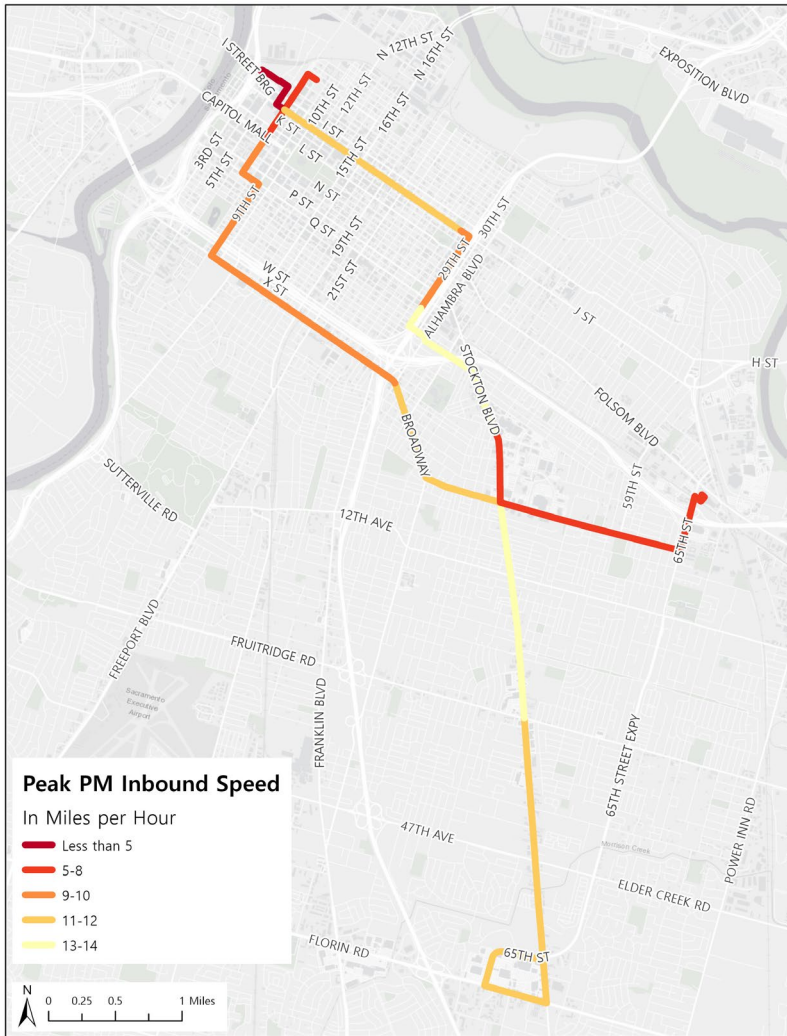 N 12TH ST
N 16TH ST
EXPOSITION BLVD
I STREET BRG
10TH ST
12TH ST
16TH ST
CAPITOL MALL
K ST
I ST
L ST
15TH ST
3RD ST
5TH ST
N ST
9TH ST
P ST
Q ST
19TH ST
30TH ST
29TH ST
ALHAMBRA BLVD
W ST
X ST
21ST ST
J ST
H ST
STOCKTON BLVD
FOLSOM BLVD
BROADWAY
59TH ST
SUTTERVILLE RD
12TH AVE
65TH ST
FREEPORT BLVD
FRUITRIDGE RD
Sacramento
Executive
Airport
FRANKLIN BLVD
65TH STREET EXPY
POWER INN RD
47TH AVE
Morrison Creek
ELDER CREEK RD
FLORIN RD
65TH ST
Peak PM Inbound Speed
In Miles per Hour
Less than 5
5-8
9-10
11-12
13-14
N
0 0.25 0.5 1 Miles